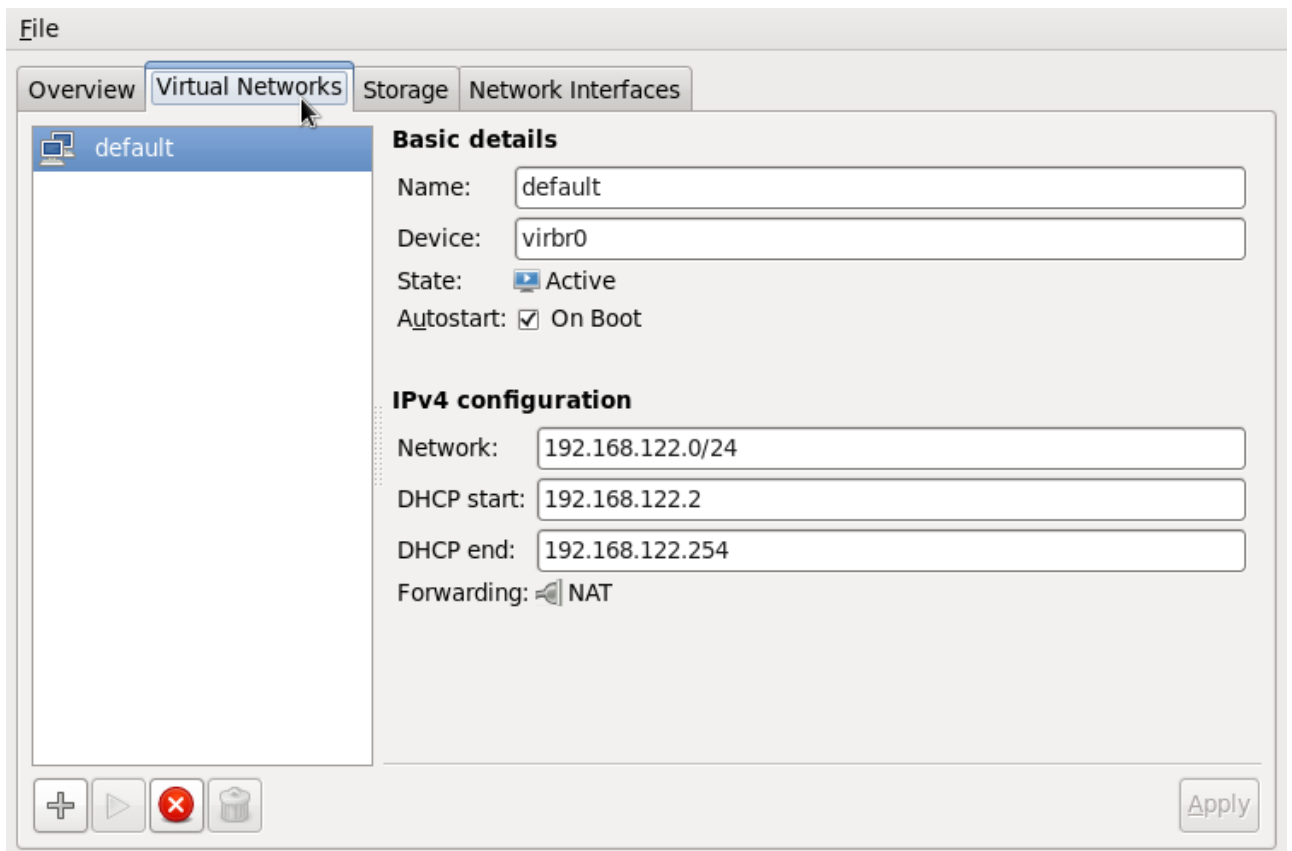 File
Overview Virtual Networks Storage Network Interfaces
default
Basic details
Name: default
Device: virbr0
State: Active
Autostart: On Boot
IPv4 configuration
Network: 192.168.122.0/24
DHCP start: 192.168.122.2
DHCP end: 192.168.122.254
Forwarding: NAT
Apply